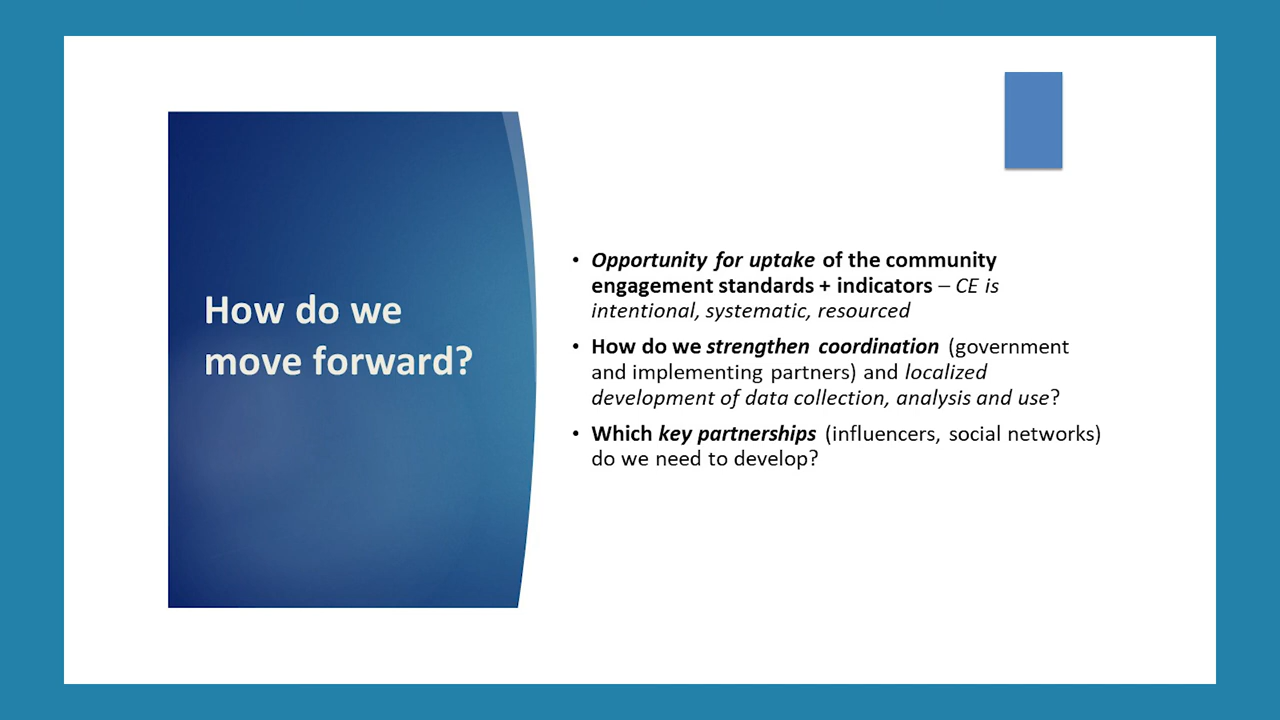 How do we
move forward?
• Opportunity for uptake of the community
engagement standards + indicators – CE is
intentional, systematic, resourced
• How do we strengthen coordination (government
and implementing partners) and localized
development of data collection, analysis and use?
• Which key partnerships (influencers, social networks)
do we need to develop?